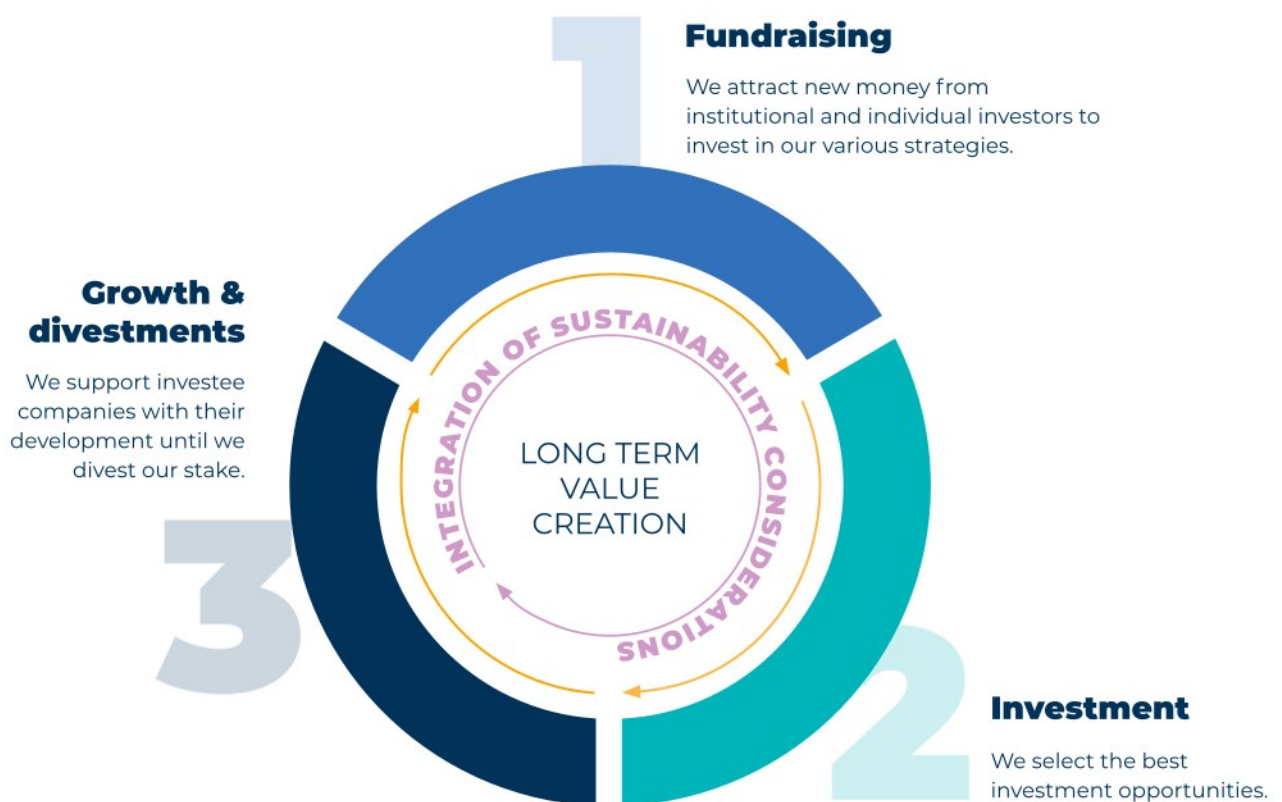 1
Fundraising
We attract new money from
institutional and individual investors to
invest in our various strategies.
Growth &
divestments
We support investee
companies with their
development until we
divest our stake.
3
INTEGRATION OF SUSTAINABILITY CONSIDERATIONS
LONG TERM
VALUE
CREATION
2
Investment
We select the best
investment opportunities.